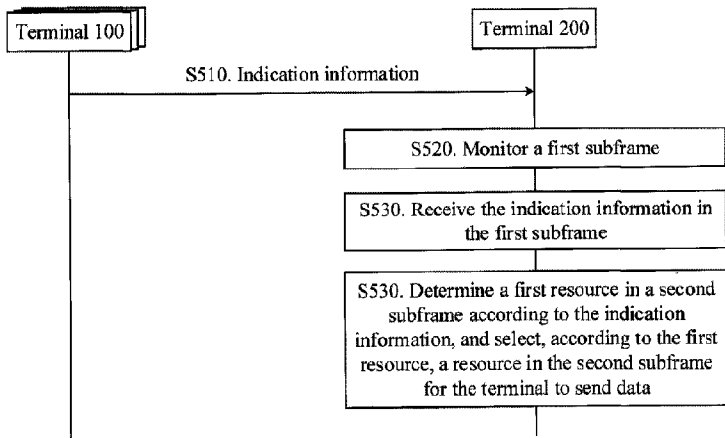 Terminal 100
Terminal 200
S510. Indication information
S520. Monitor a first subframe
S530. Receive the indication information in
the first subframe
S530. Determine a first resource in a second
subframe according to the indication
information, and select, according to the first
resource, a resource in the second subframe
for the terminal to send data